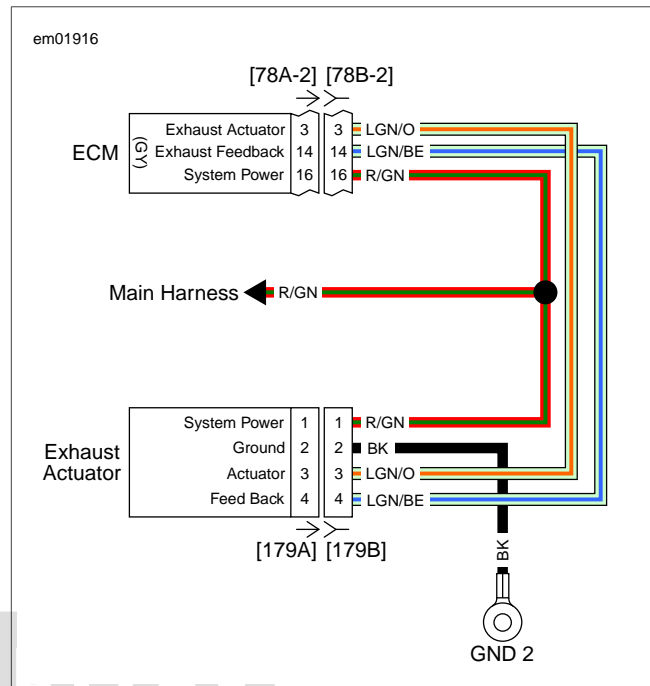 em01916
[78A-2] [78B-2]
ECM
(GY)
Exhaust Actuator 3 3 LGN/O
Exhaust Feedback 14 14 LGN/BE
System Power 16 16 R/GN
Main Harness R/GN
Exhaust
Actuator
System Power 1 1 R/GN
Ground 2 2 BK
Actuator 3 3 LGN/O
Feed Back 4 4 LGN/BE
[179A] [179B]
BK
GND 2